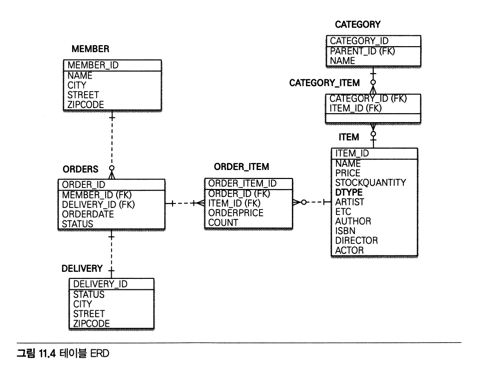 CATEGORY
CATEGORY_ID
PARENT_ID (FK)
NAME
MEMBER
MEMBER_ID
NAME
CITY
STREET
ZIPCODE
CATEGORY_ITEM
CATEGORY_ID (FK)
ITEM_ID (FK)
ITEM
ITEM_ID
NAME
PRICE
STOCKQUANTITY
DTYPE
ARTIST
ETC
AUTHOR
ISBN
DIRECTOR
ACTOR
ORDERS
ORDER_ID
MEMBER_ID (FK)
DELIVERY_ID (FK)
ORDERDATE
STATUS
ORDER_ITEM
ORDER_ITEM_ID
ORDER_ID (FK)
ITEM_ID (FK)
ORDERPRICE
COUNT
DELIVERY
DELIVERY_ID
STATUS
CITY
STREET
ZIPCODE
그림 11.4 테이블 ERD